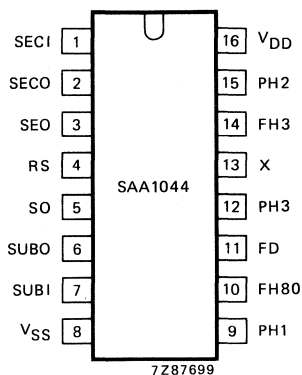 SECI 1 16 VDD
SECO 2 15 PH2
SEO 3 14 FH3
RS 4 13 X
SAA1044
SO 5 12 PH3
SUBO 6 11 FD
SUBI 7 10 FH80
VSS 8 9 PH1
7Z87699